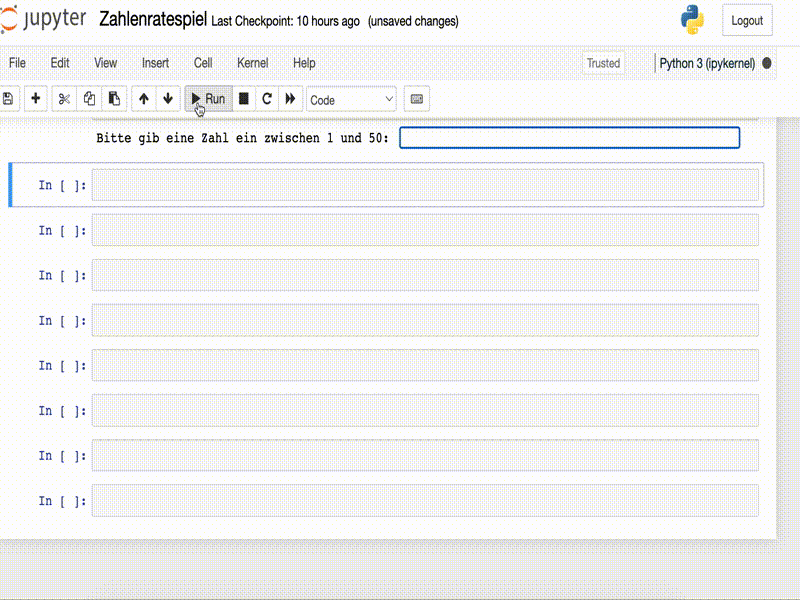 jupyter Zahlenratespiel Last Checkpoint: 10 hours ago (unsaved changes) Logout
File Edit View Insert Cell Kernel Help Trusted Python 3 (ipykernel)
Run Code
Bitte gib eine Zahl ein zwischen 1 und 50:
In [ ]:
In [ ]:
In [ ]:
In [ ]:
In [ ]:
In [ ]:
In [ ]:
In [ ]: